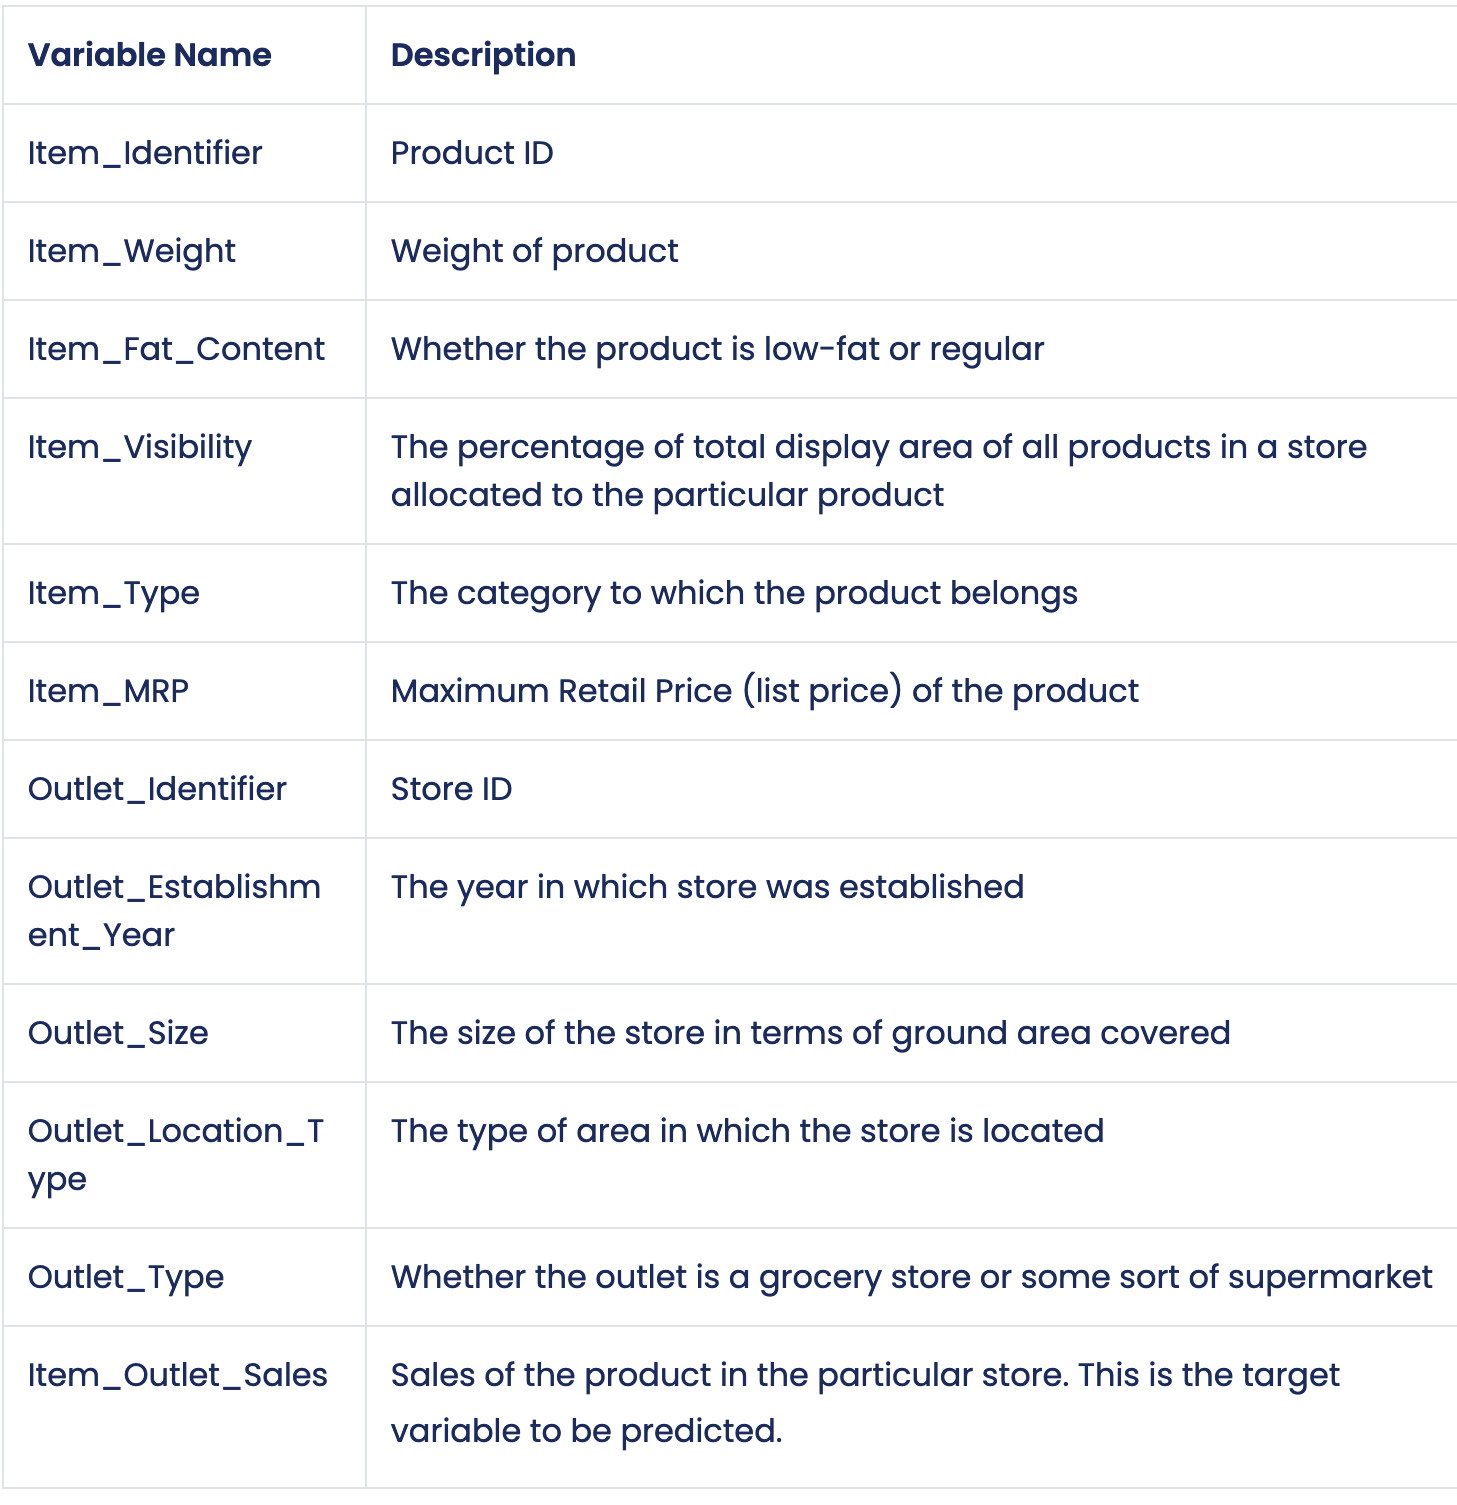 Variable Name Description
Item_Identifier Product ID
Item_Weight Weight of product
Item_Fat_Content Whether the product is low-fat or regular
Item_Visibility The percentage of total display area of all products in a store
allocated to the particular product
Item_Type The category to which the product belongs
Item_MRP Maximum Retail Price (list price) of the product
Outlet_Identifier Store ID
Outlet_Establishm The year in which store was established
ent_Year
Outlet_Size The size of the store in terms of ground area covered
Outlet_Location_T The type of area in which the store is located
ype
Outlet_Type Whether the outlet is a grocery store or some sort of supermarket
Item_Outlet_Sales Sales of the product in the particular store. This is the target
variable to be predicted.